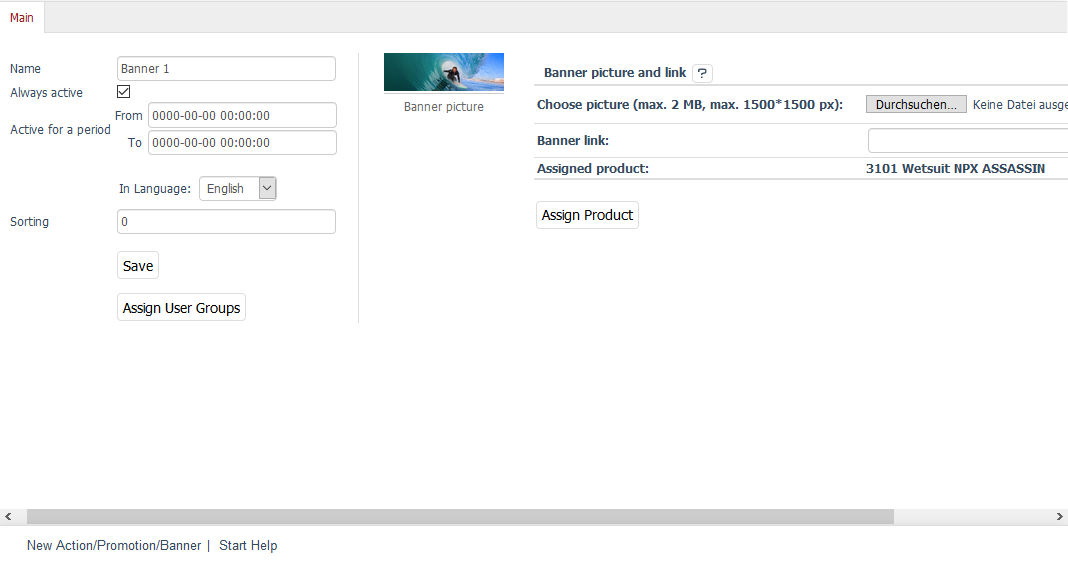 Main
Name
Banner 1
Always active
Active for a period
From
0000-00-00 00:00:00
To
0000-00-00 00:00:00
In Language:
English
Sorting
0
Save
Assign User Groups
Banner picture
Banner picture and link ?
Choose picture (max. 2 MB, max. 1500*1500 px):
Durchsuchen... Keine Datei ausge
Banner link:
Assigned product:
3101 Wetsuit NPX ASSASSIN
Assign Product
New Action/Promotion/Banner | Start Help